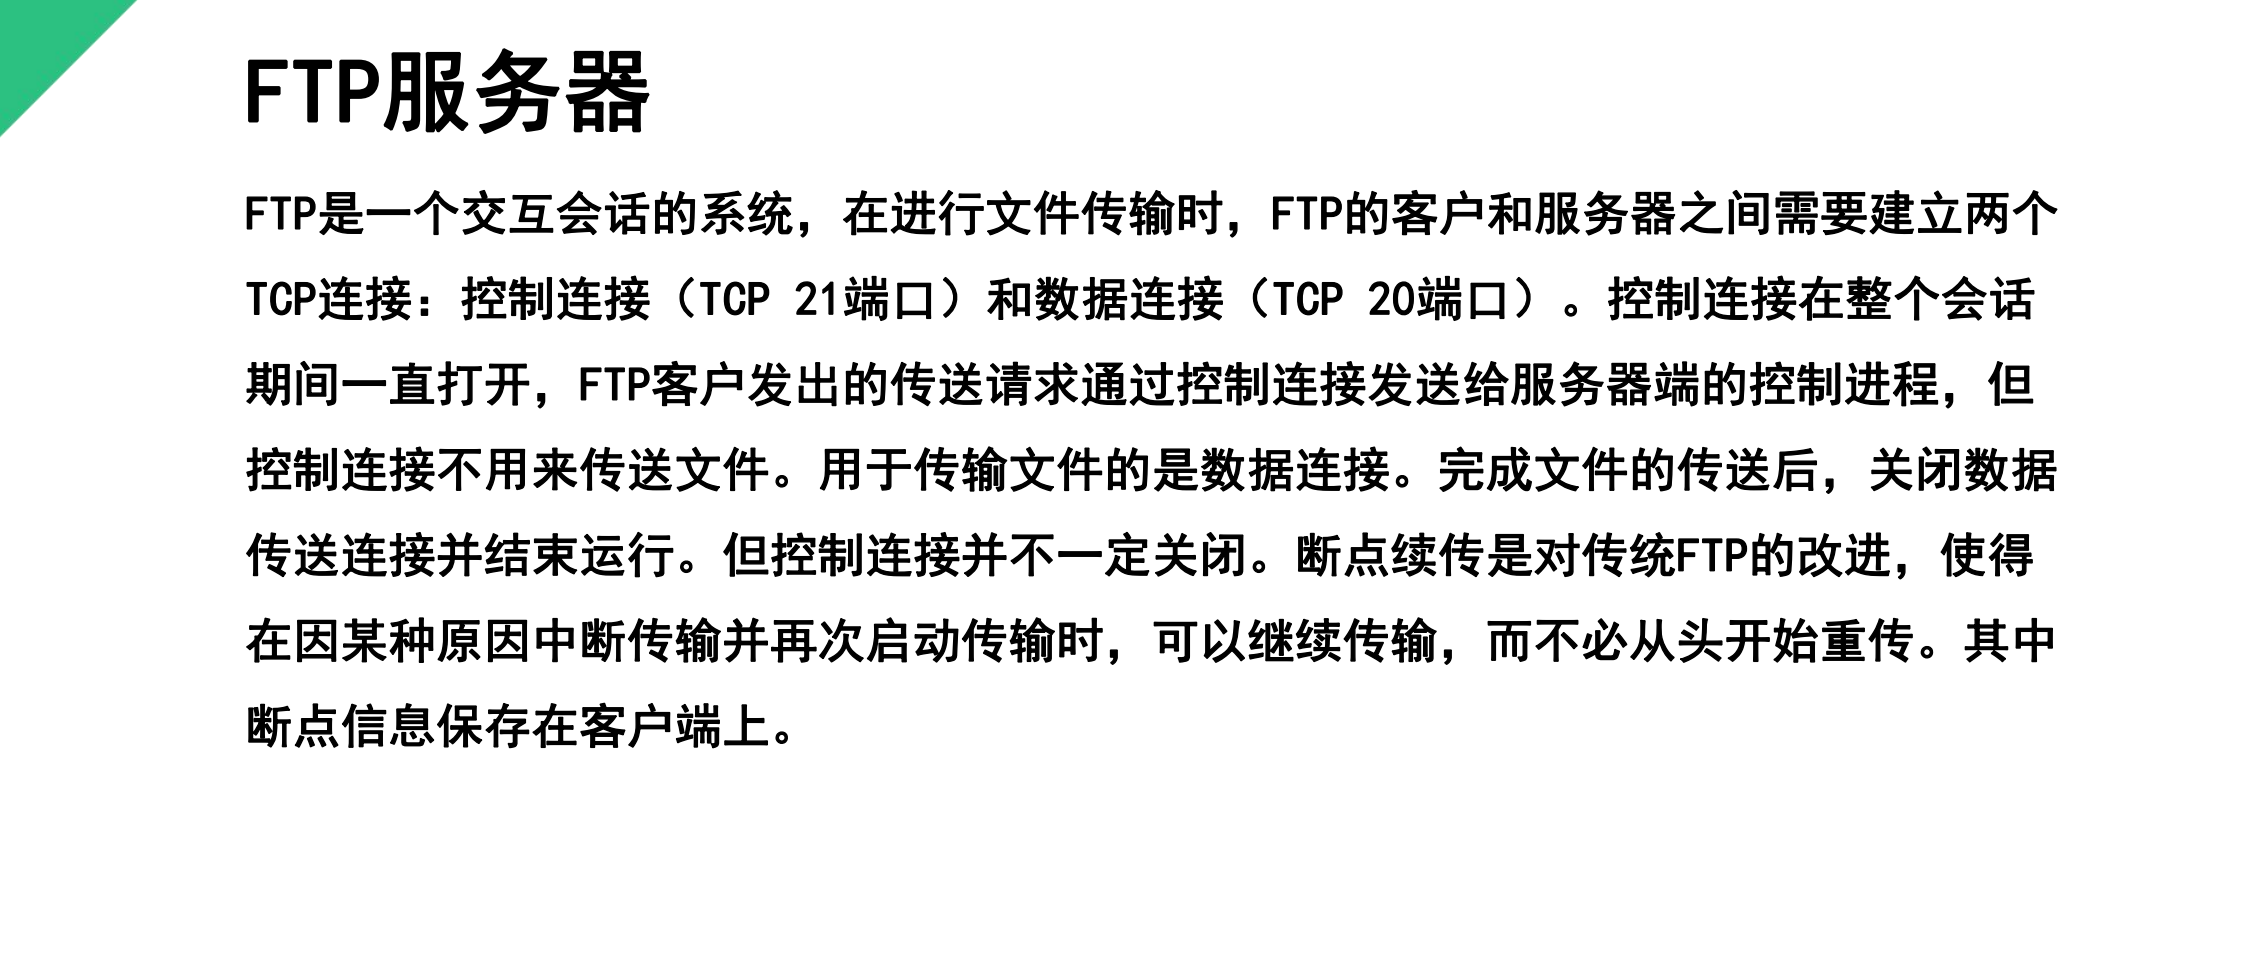 FTP服务器
FTP是一个交互会话的系统，在进行文件传输时，FTP的客户和服务器之间需要建立两个
TCP连接：控制连接（TCP 21端口）和数据连接（TCP 20端口）。控制连接在整个会话
期间一直打开，FTP客户发出的传送请求通过控制连接发送给服务器端的控制进程，但
控制连接不用来传送文件。用于传输文件的是数据连接。完成文件的传送后，关闭数据
传送连接并结束运行。但控制连接并不一定关闭。断点续传是对传统FTP的改进，使得
在因某种原因中断传输并再次启动传输时，可以继续传输，而不必从头开始重传。其中
断点信息保存在客户端上。